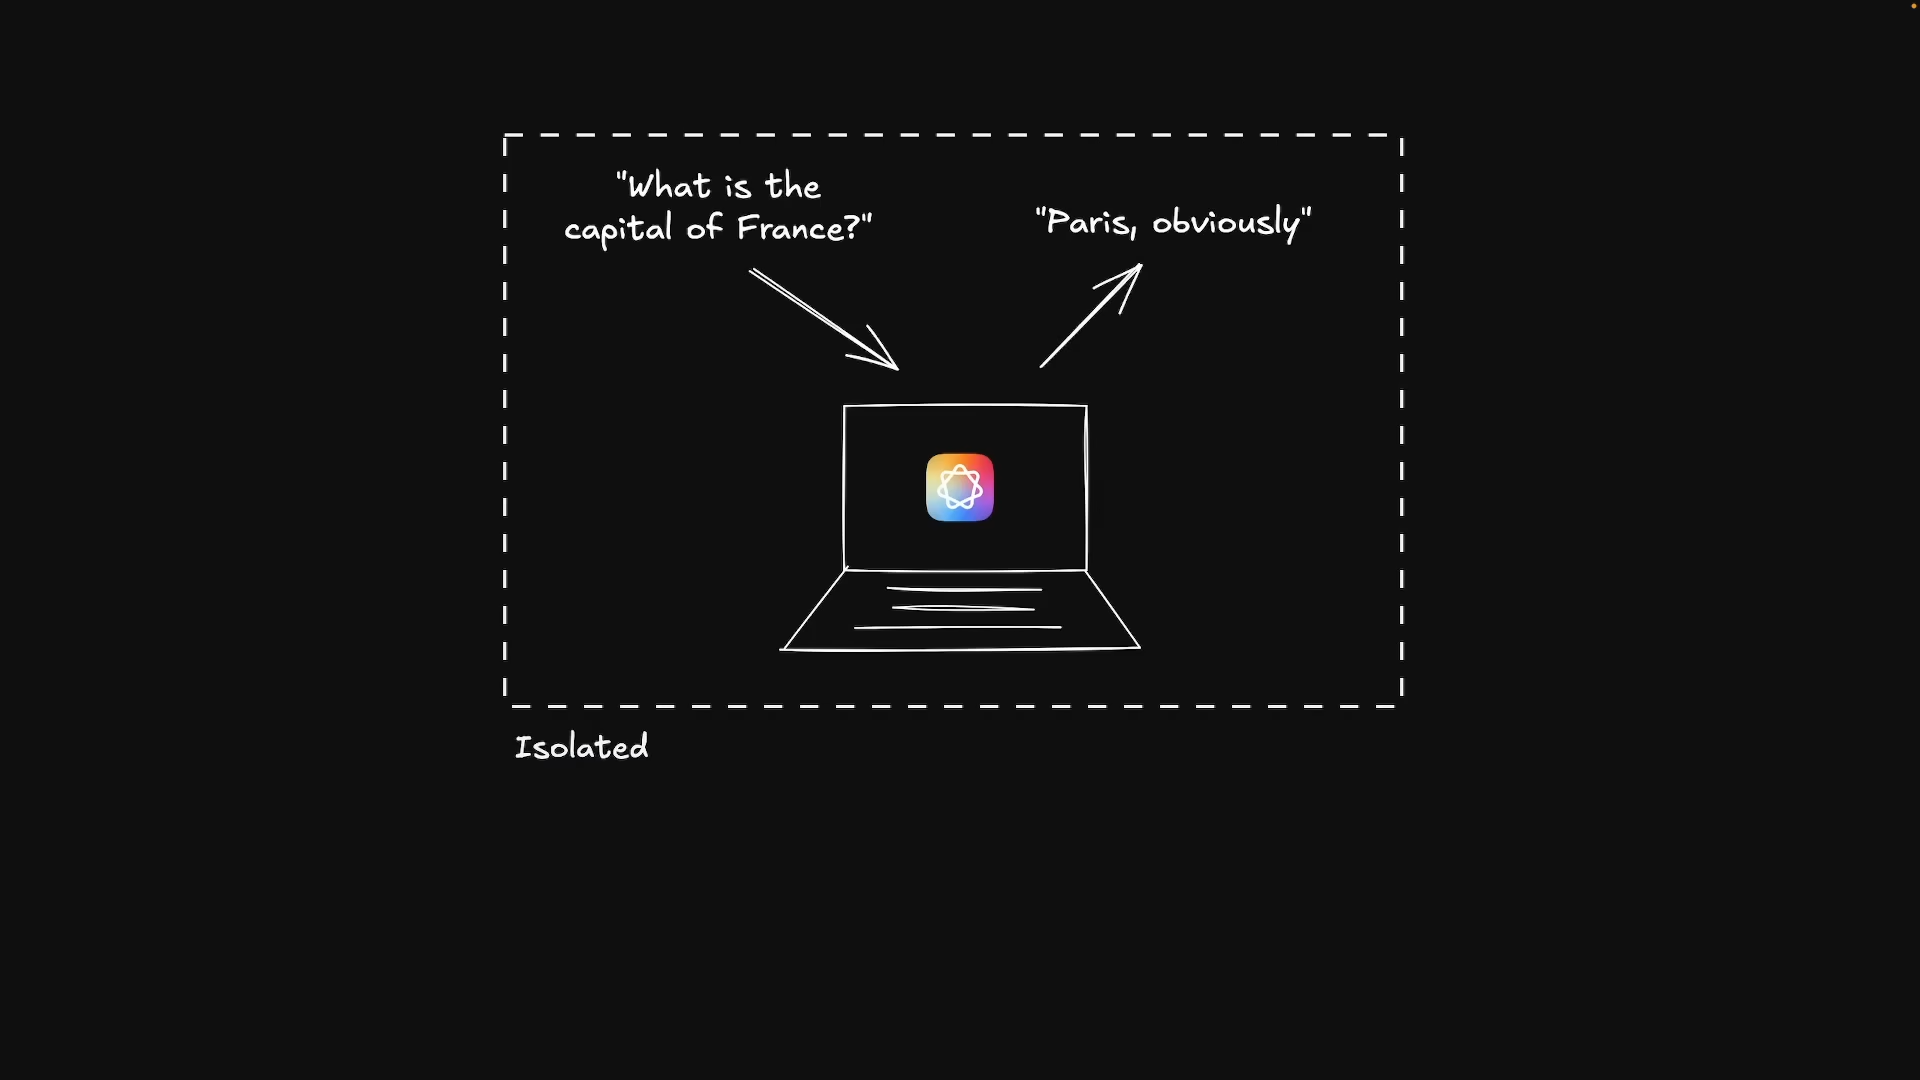 "What is the
capital of France?"
"Paris, obviously"
Isolated